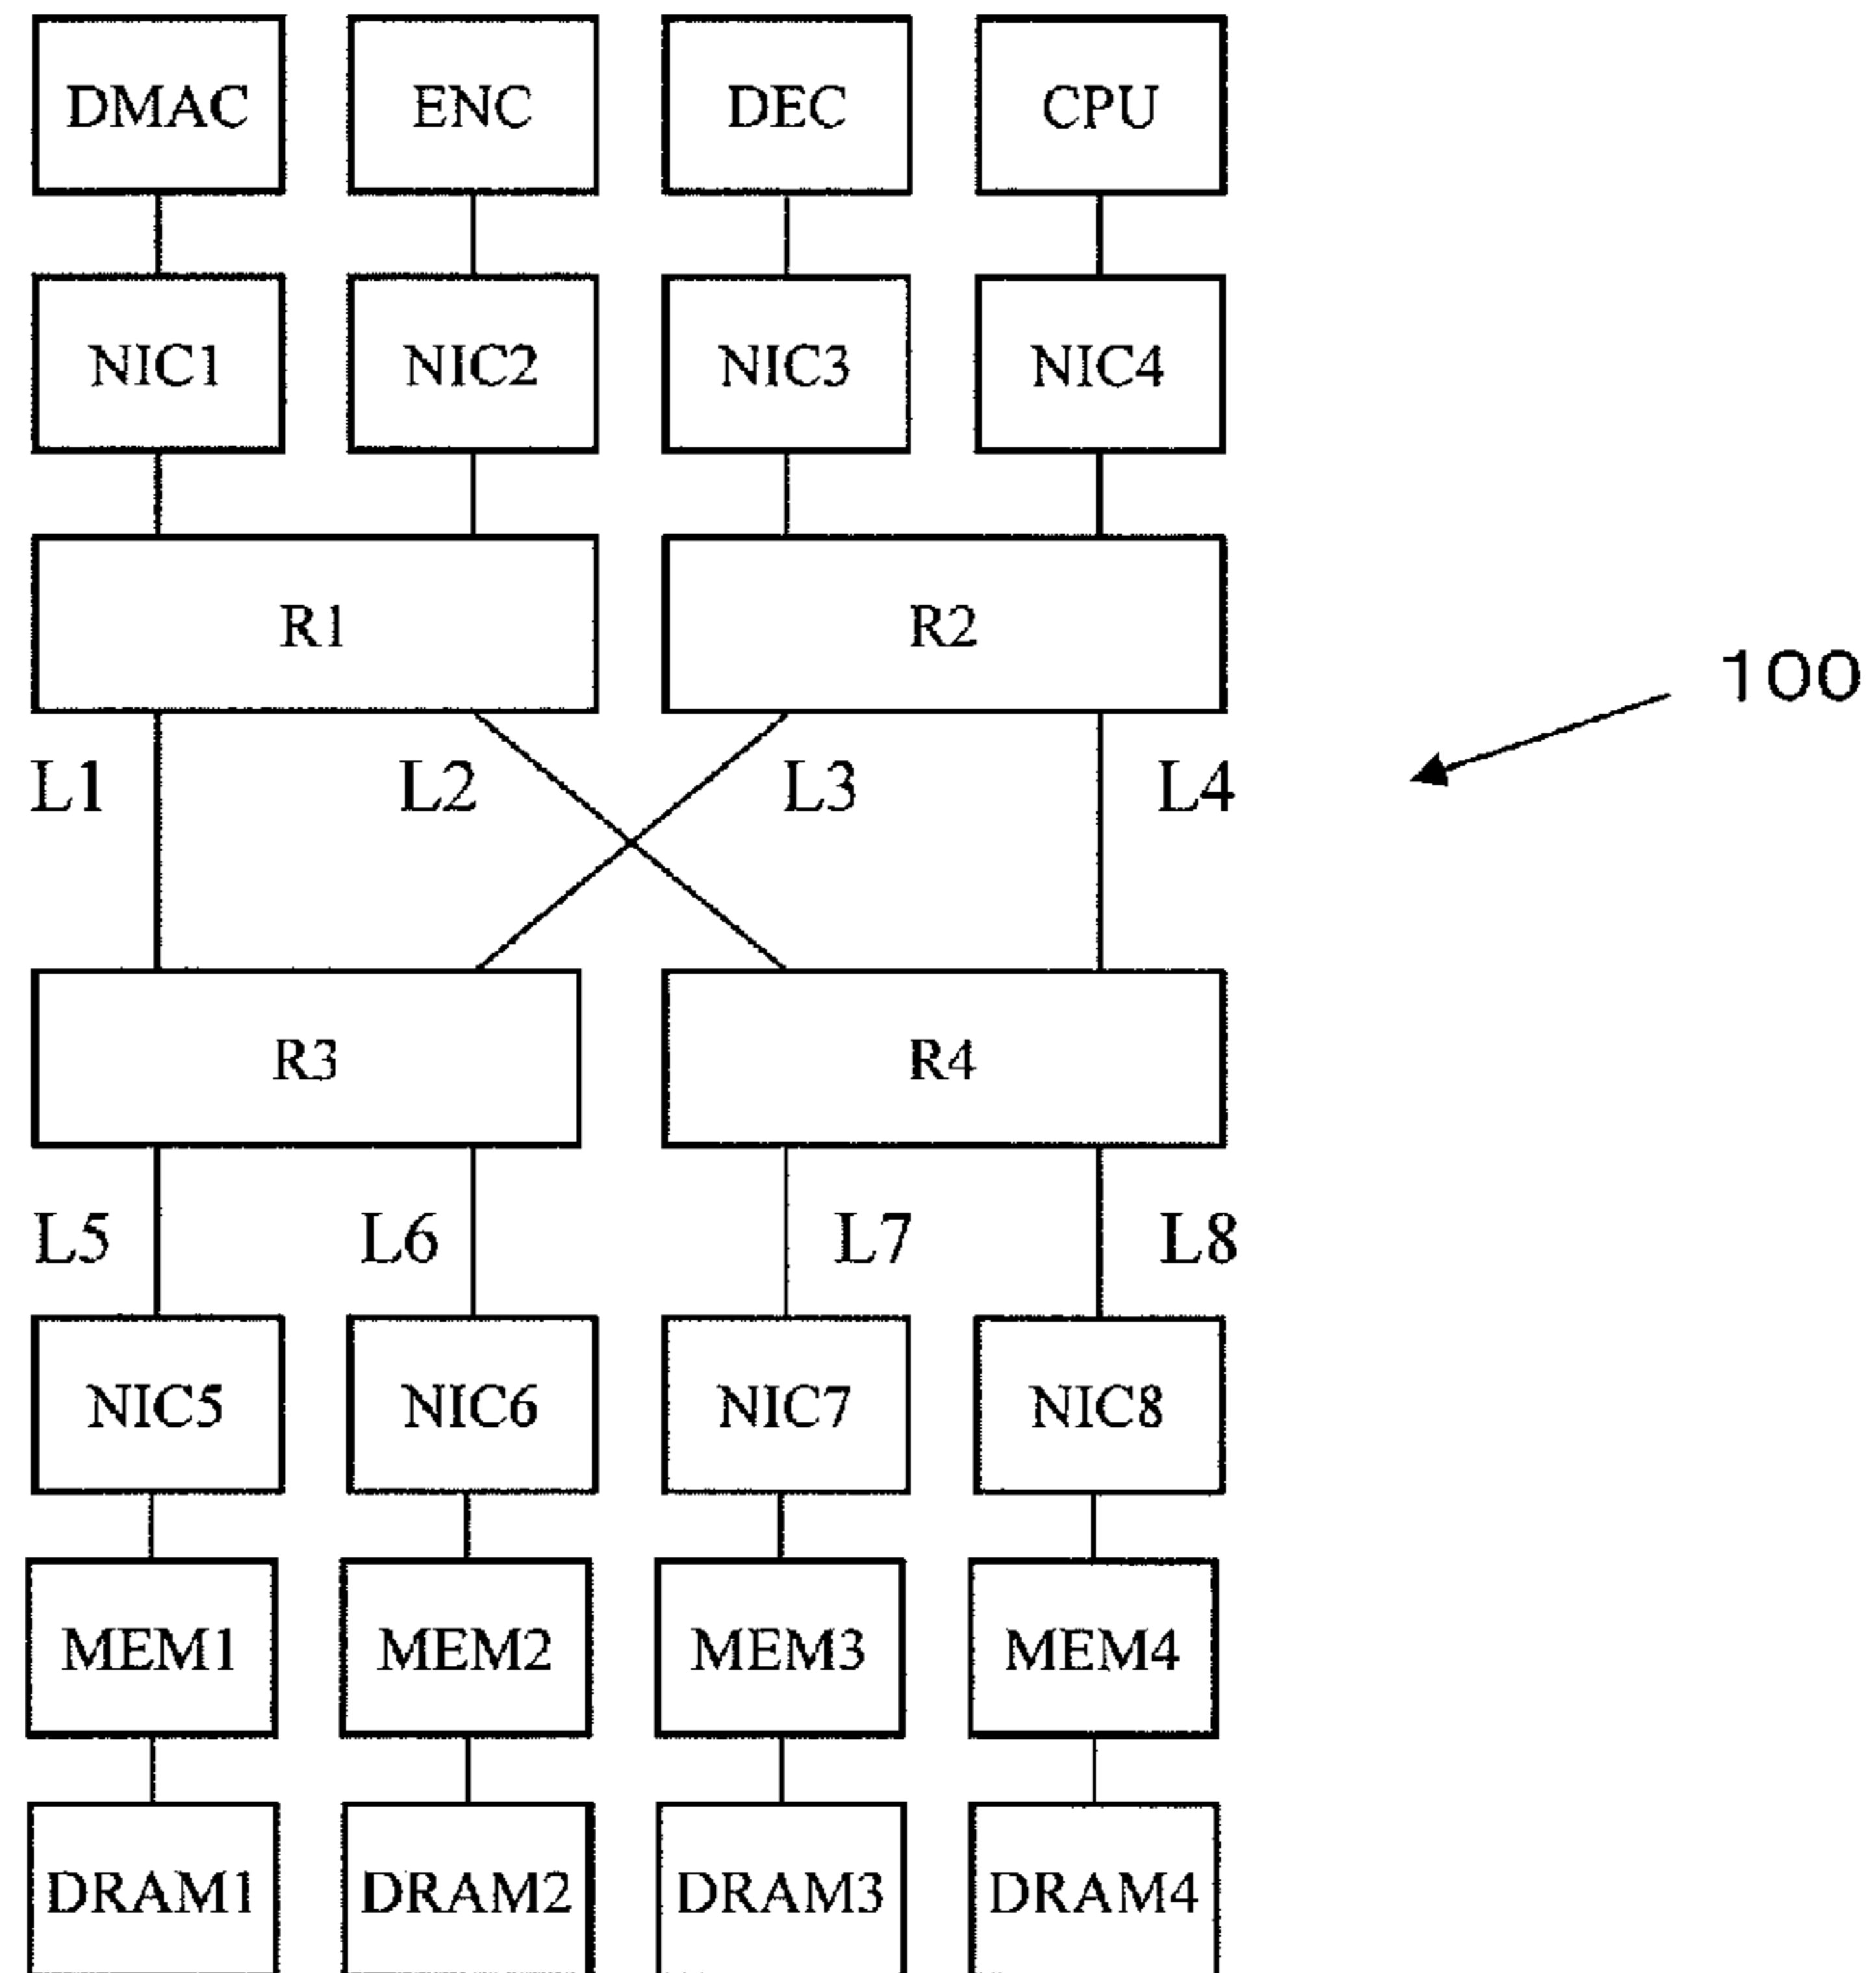 DMAC ENC DEC CPU
NIC1 NIC2 NIC3 NIC4
R1 R2
100
L1 L2 L3 L4
R3 R4
L5 L6 L7 L8
NIC5 NIC6 NIC7 NIC8
MEM1 MEM2 MEM3 MEM4
DRAM1 DRAM2 DRAM3 DRAM4